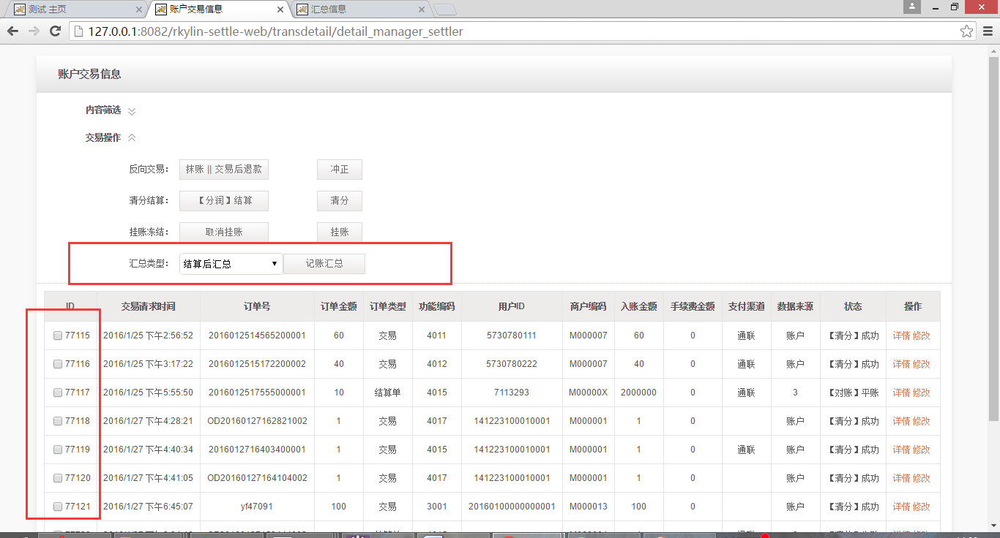 测试 主页
账户交易信息
汇总信息
127.0.0.1:8082/rkylin-settle-web/transdetail/detail_manager_settler
账户交易信息
内容筛选
交易操作
反向交易： 抹账 || 交易后退款 冲正
清分结算： 【分润】结算 清分
挂账冻结： 取消挂账 挂账
汇总类型： 结算后汇总 记账汇总
ID 交易请求时间 订单号 订单金额 订单类型 功能编码 用户ID 商户编码 入账金额 手续费金额 支付渠道 数据来源 状态 操作
77115 2016/1/25 下午2:56:52 2016012514565200001 60 交易 4011 5730780111 M000007 60 0 通联 账户 【清分】成功 详情 修改
77116 2016/1/25 下午3:17:22 2016012515172200002 40 交易 4012 5730780222 M000007 40 0 通联 账户 【清分】成功 详情 修改
77117 2016/1/25 下午5:55:50 2016012517555000001 10 结算单 4015 7113293 M00000X 2000000 0 通联 3 【对账】平账 详情 修改
77118 2016/1/27 下午4:28:21 OD20160127162821002 1 交易 4017 141223100010001 M000001 1 0 账户 【清分】成功 详情 修改
77119 2016/1/27 下午4:40:34 2016012716403400001 1 交易 4015 141223100010001 M000001 1 0 通联 账户 【清分】成功 详情 修改
77120 2016/1/27 下午4:41:05 OD20160127164104002 1 交易 4017 141223100010001 M000001 1 0 账户 【清分】成功 详情 修改
77121 2016/1/27 下午6:45:07 yf47091 100 交易 3001 20160100000000001 M000013 100 0 账户 【清分】成功 详情 修改